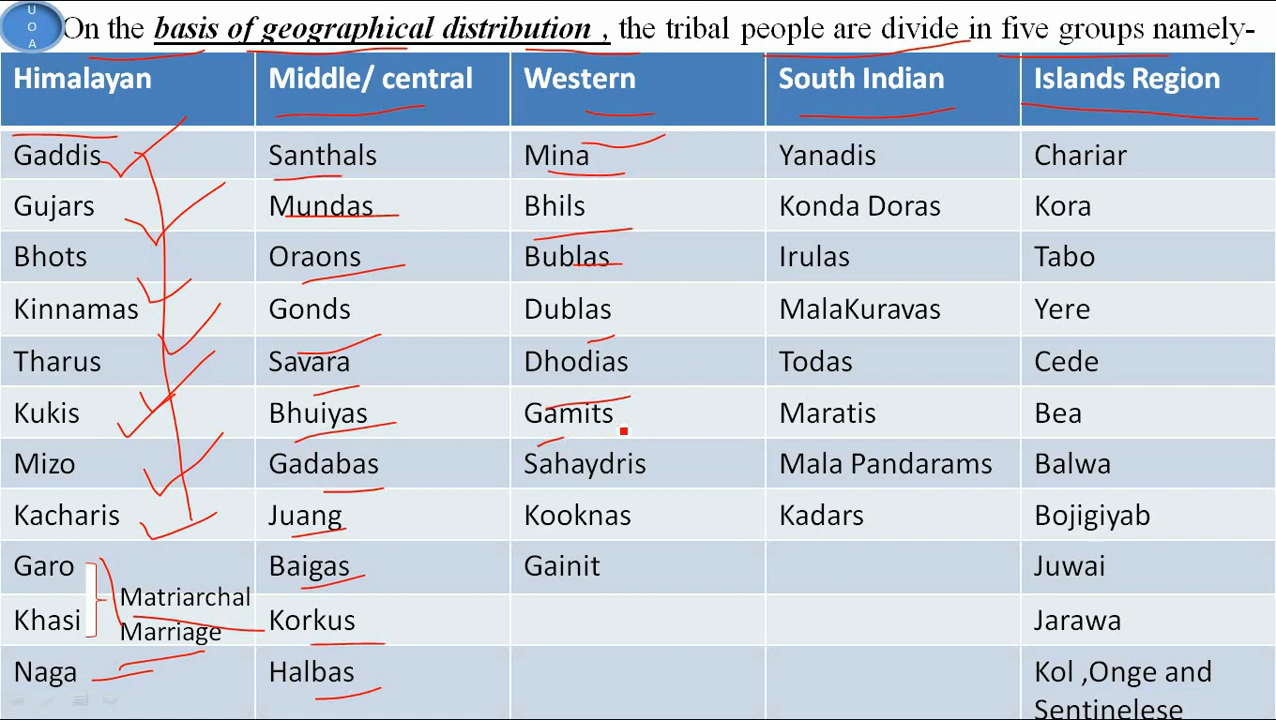 U
O
A
On the basis of geographical distribution , the tribal people are divide in five groups namely-
Himalayan Middle/ central Western South Indian Islands Region
Gaddis Santhals Mina Yanadis Chariar
Gujars Mundas Bhils Konda Doras Kora
Bhots Oraons Bublas Irulas Tabo
Kinnamas Gonds Dublas MalaKuravas Yere
Tharus Savara Dhodias Todas Cede
Kukis Bhuiyas Gamits Maratis Bea
Mizo Gadabas Sahaydris Mala Pandarams Balwa
Kacharis Juang Kooknas Kadars Bojigiyab
Garo Baigas Gainit Juwai
Matriarchal
Khasi Korkus Jarawa
Marriage
Naga Halbas Kol ,Onge and
Sentinelese